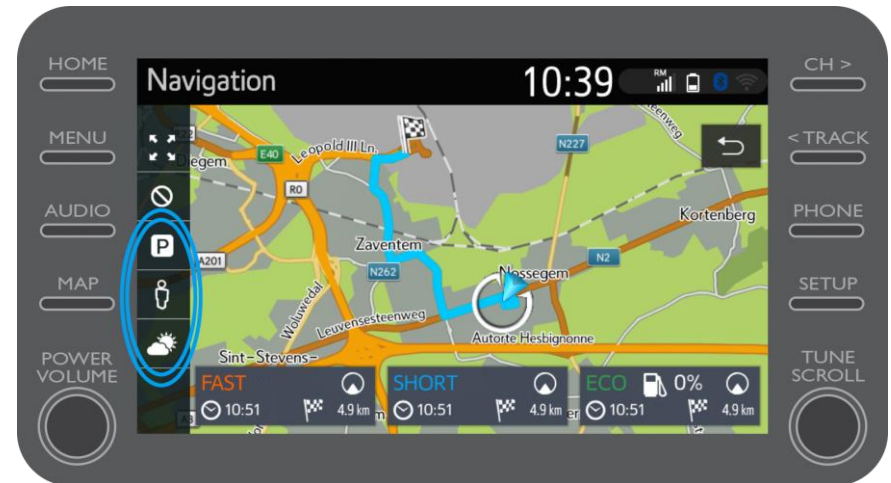 HOME
MENU
AUDIO
MAP
POWER
VOLUME
Navigation
10:39
RM
CH >
< TRACK
PHONE
SETUP
TUNE
SCROLL
N227
E40
Leopold III Ln.
egem
R0
P
A201
Zaventem
Kortenberg
N262
Nossegem
N2
Woluwedal
Leuvensesteenweg
Autorte Hesbignonne
Sint-Stevens-
FAST
10:51
4.9 km
SHORT
10:51
4.9 km
ECO
0%
10:51
4.9 km